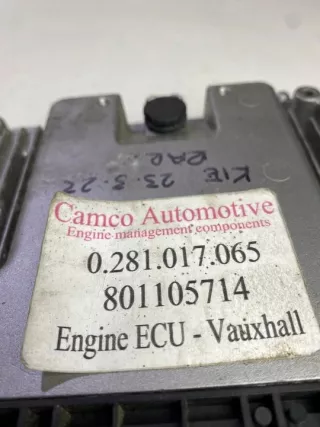 KIE
23.3.22
Camco Automotive
Engine management components
0.281.017.065
801105714
Engine ECU - Vauxhall